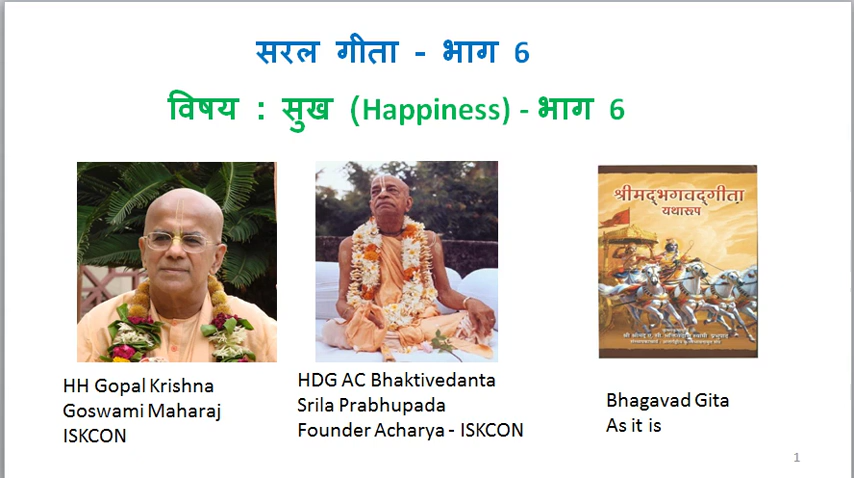 सरल गीता - भाग 6
विषय : सुख (Happiness) - भाग 6
श्रीमद्भगवद्गीता
यथारूप
HH Gopal Krishna
Goswami Maharaj
ISKCON
HDG AC Bhaktivedanta
Srila Prabhupada
Founder Acharya - ISKCON
Bhagavad Gita
As it is
1